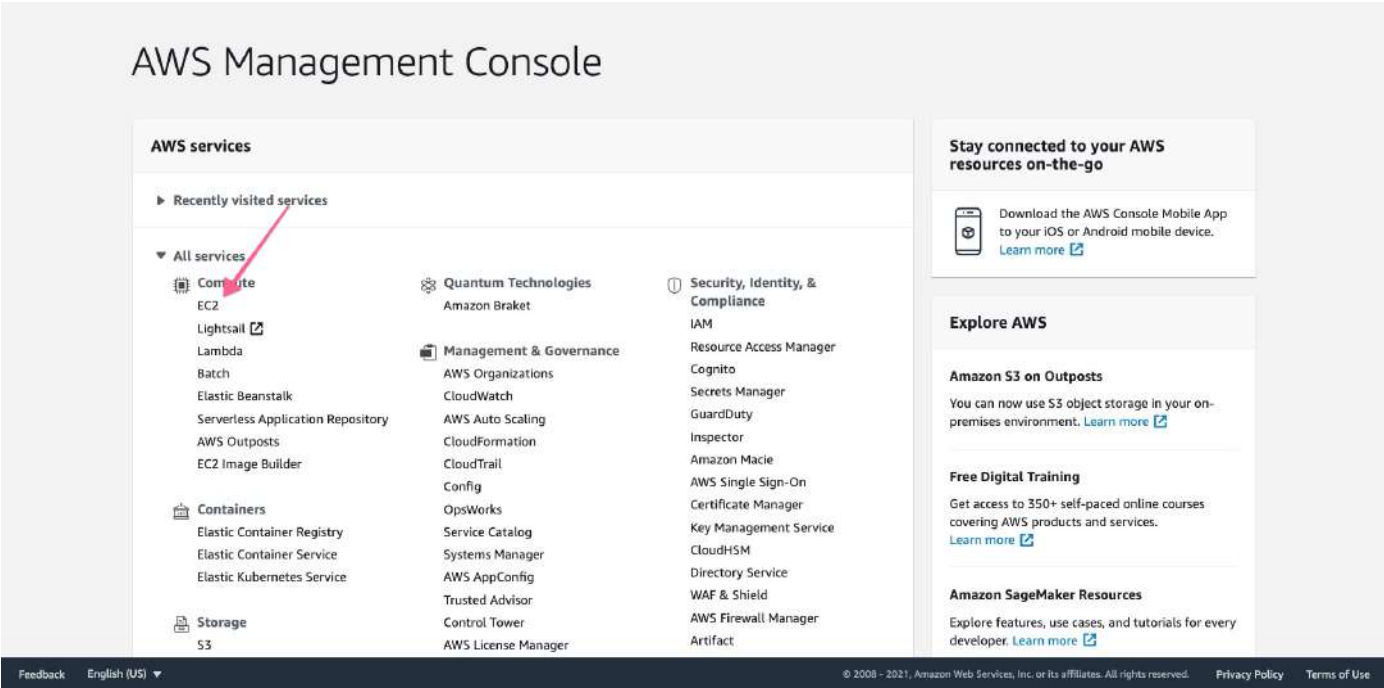 AWS Management Console
AWS services
Recently visited services
All services
Compute
EC2
Lightsail
Lambda
Batch
Elastic Beanstalk
Serverless Application Repository
AWS Outposts
EC2 Image Builder
Containers
Elastic Container Registry
Elastic Container Service
Elastic Kubernetes Service
Storage
S3
Quantum Technologies
Amazon Braket
Management & Governance
AWS Organizations
CloudWatch
AWS Auto Scaling
CloudFormation
CloudTrail
Config
OpsWorks
Service Catalog
Systems Manager
AWS AppConfig
Trusted Advisor
Control Tower
AWS License Manager
Security, Identity, &
Compliance
IAM
Resource Access Manager
Cognito
Secrets Manager
GuardDuty
Inspector
Amazon Macie
AWS Single Sign-On
Certificate Manager
Key Management Service
CloudHSM
Directory Service
WAF & Shield
AWS Firewall Manager
Artifact
Stay connected to your AWS
resources on-the-go
Download the AWS Console Mobile App
to your iOS or Android mobile device.
Learn more
Explore AWS
Amazon S3 on Outposts
You can now use S3 object storage in your on-
premises environment. Learn more
Free Digital Training
Get access to 350+ self-paced online courses
covering AWS products and services.
Learn more
Amazon SageMaker Resources
Explore features, use cases, and tutorials for every
developer. Learn more
Feedback English (US) © 2008 - 2021, Amazon Web Services, Inc. or its affiliates. All rights reserved. Privacy Policy Terms of Use